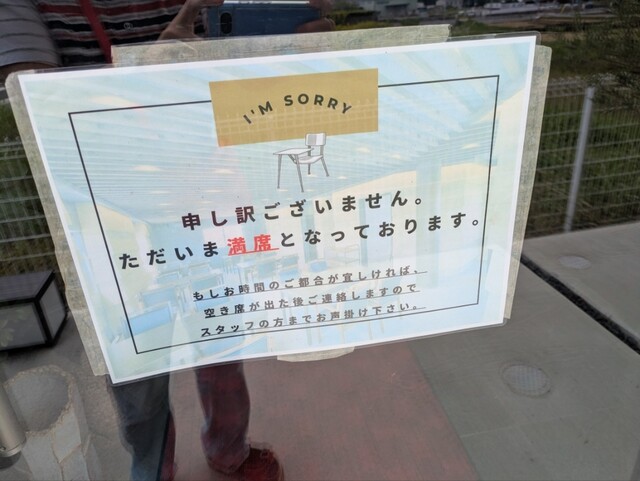 I'M SORRY
申し訳ございません。
ただいま満席となっております。
もしお時間のご都合が宜しければ、
空き席が出た後ご連絡しますので
スタッフの方までお声掛け下さい。